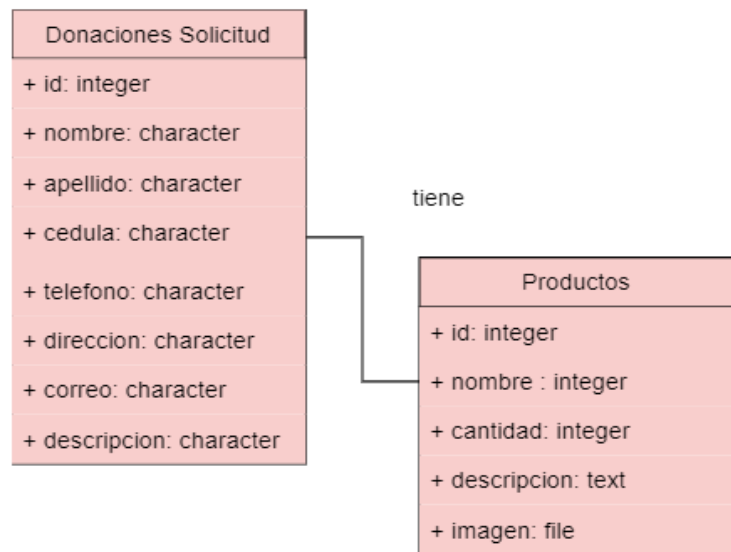 Donaciones Solicitud
+ id: integer
+ nombre: character
+ apellido: character
+ cedula: character
+ telefono: character
+ direccion: character
+ correo: character
+ descripcion: character
tiene
Productos
+ id: integer
+ nombre : integer
+ cantidad: integer
+ descripcion: text
+ imagen: file